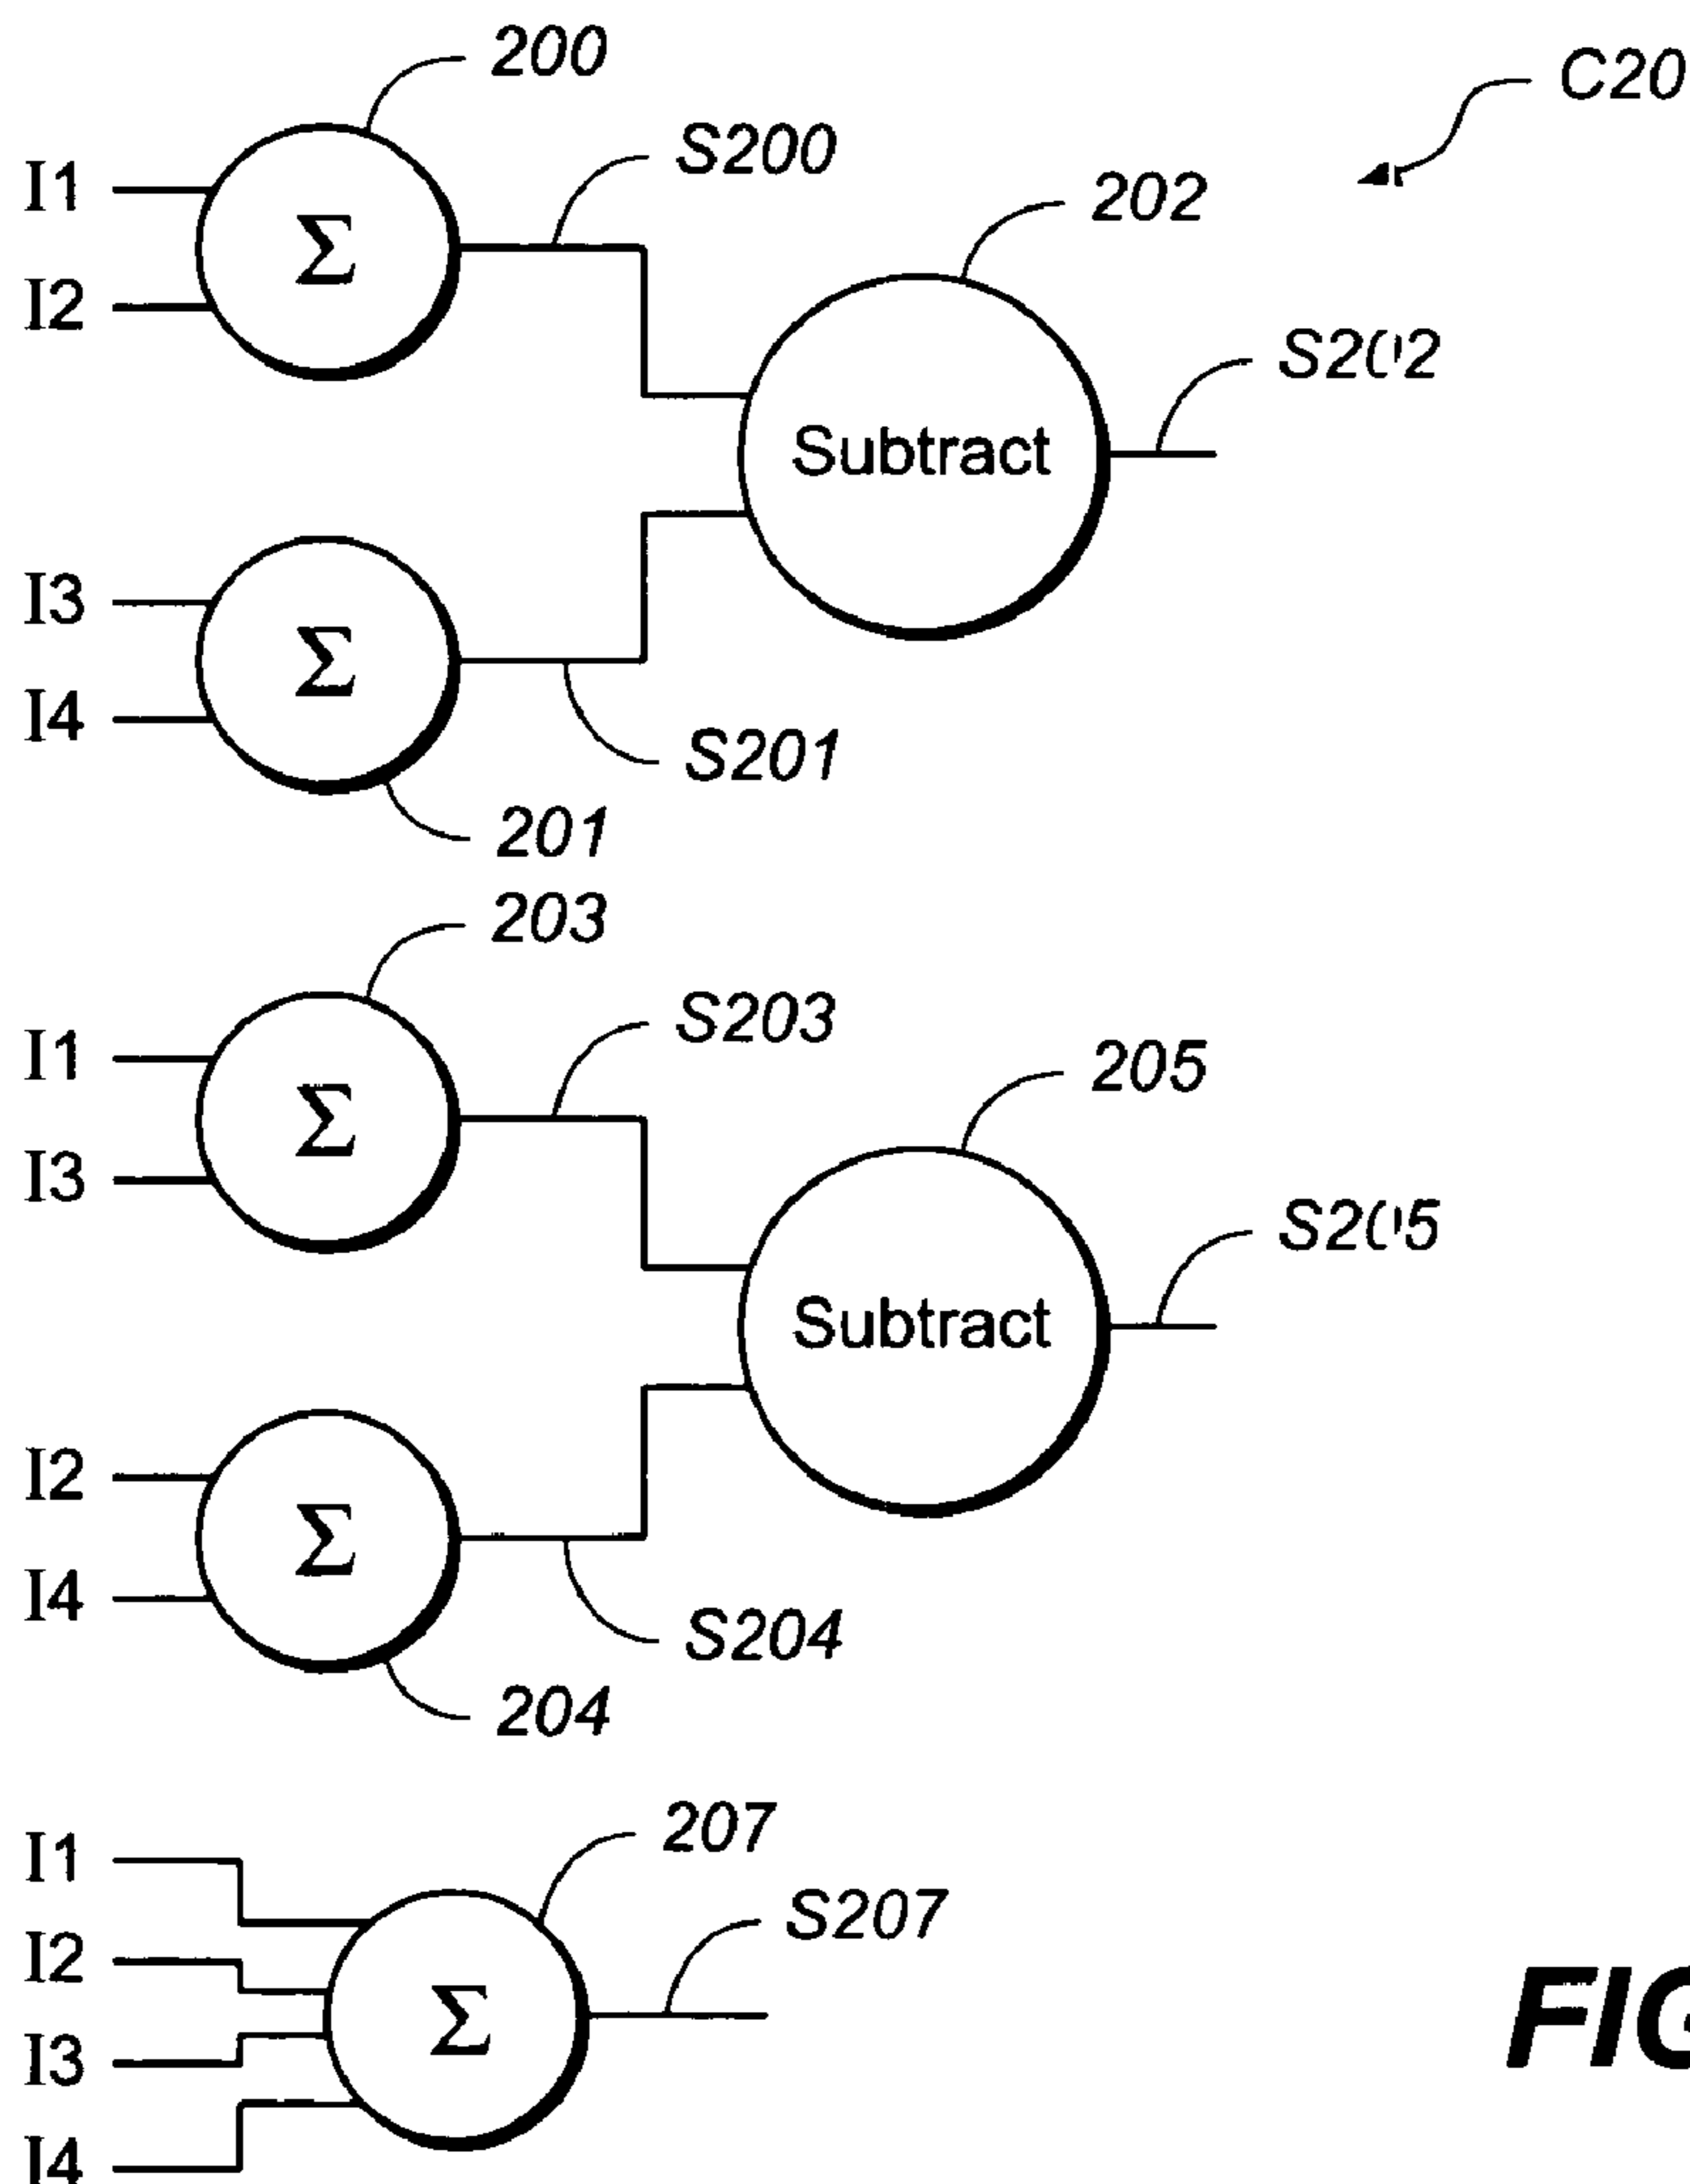 200
C20
S200
I1
202
Σ
I2
S202
Subtract
I3
Σ
I4
S201
201
203
S203
I1
205
Σ
I3
S205
Subtract
I2
Σ
I4
S204
204
207
I1
S207
I2
Σ
I3
I4